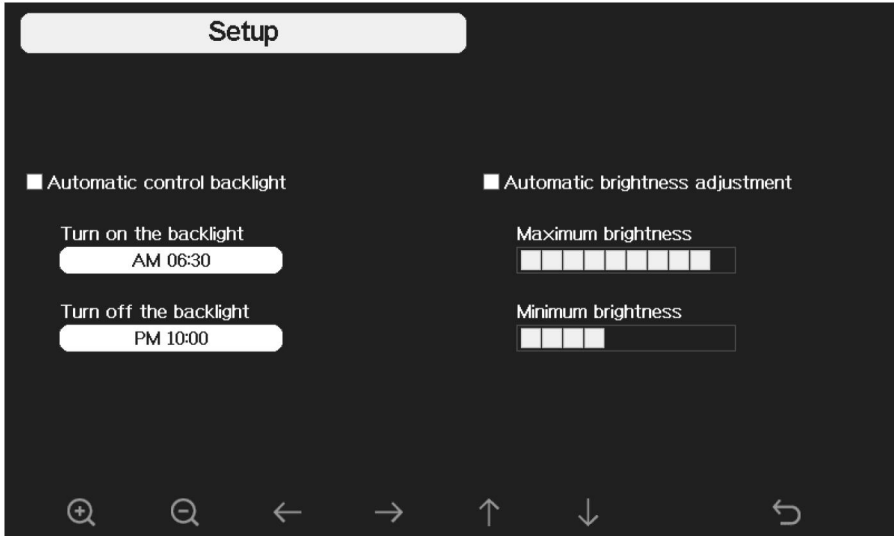 Setup
Automatic control backlight
Turn on the backlight
AM 06:30
Turn off the backlight
PM 10:00
Automatic brightness adjustment
Maximum brightness
Minimum brightness